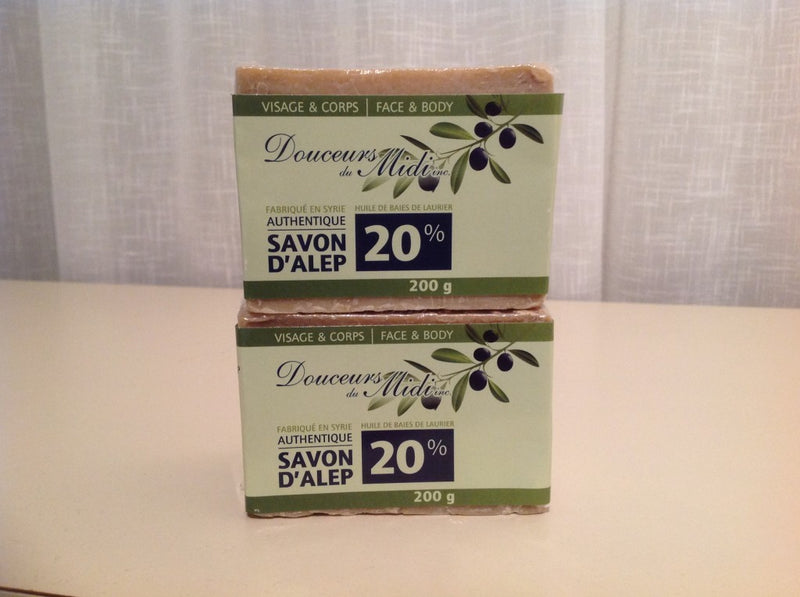 VISAGE & CORPS | FACE & BODY
Douceurs
du Midi inc.
FABRIQUÉ EN SYRIE
AUTHENTIQUE
SAVON
D'ALEP
HUILE DE BAIES DE LAURIER
20%
200 g
VISAGE & CORPS | FACE & BODY
Douceurs
du Midi inc.
FABRIQUÉ EN SYRIE
AUTHENTIQUE
SAVON
D'ALEP
HUILE DE BAIES DE LAURIER
20%
200 g